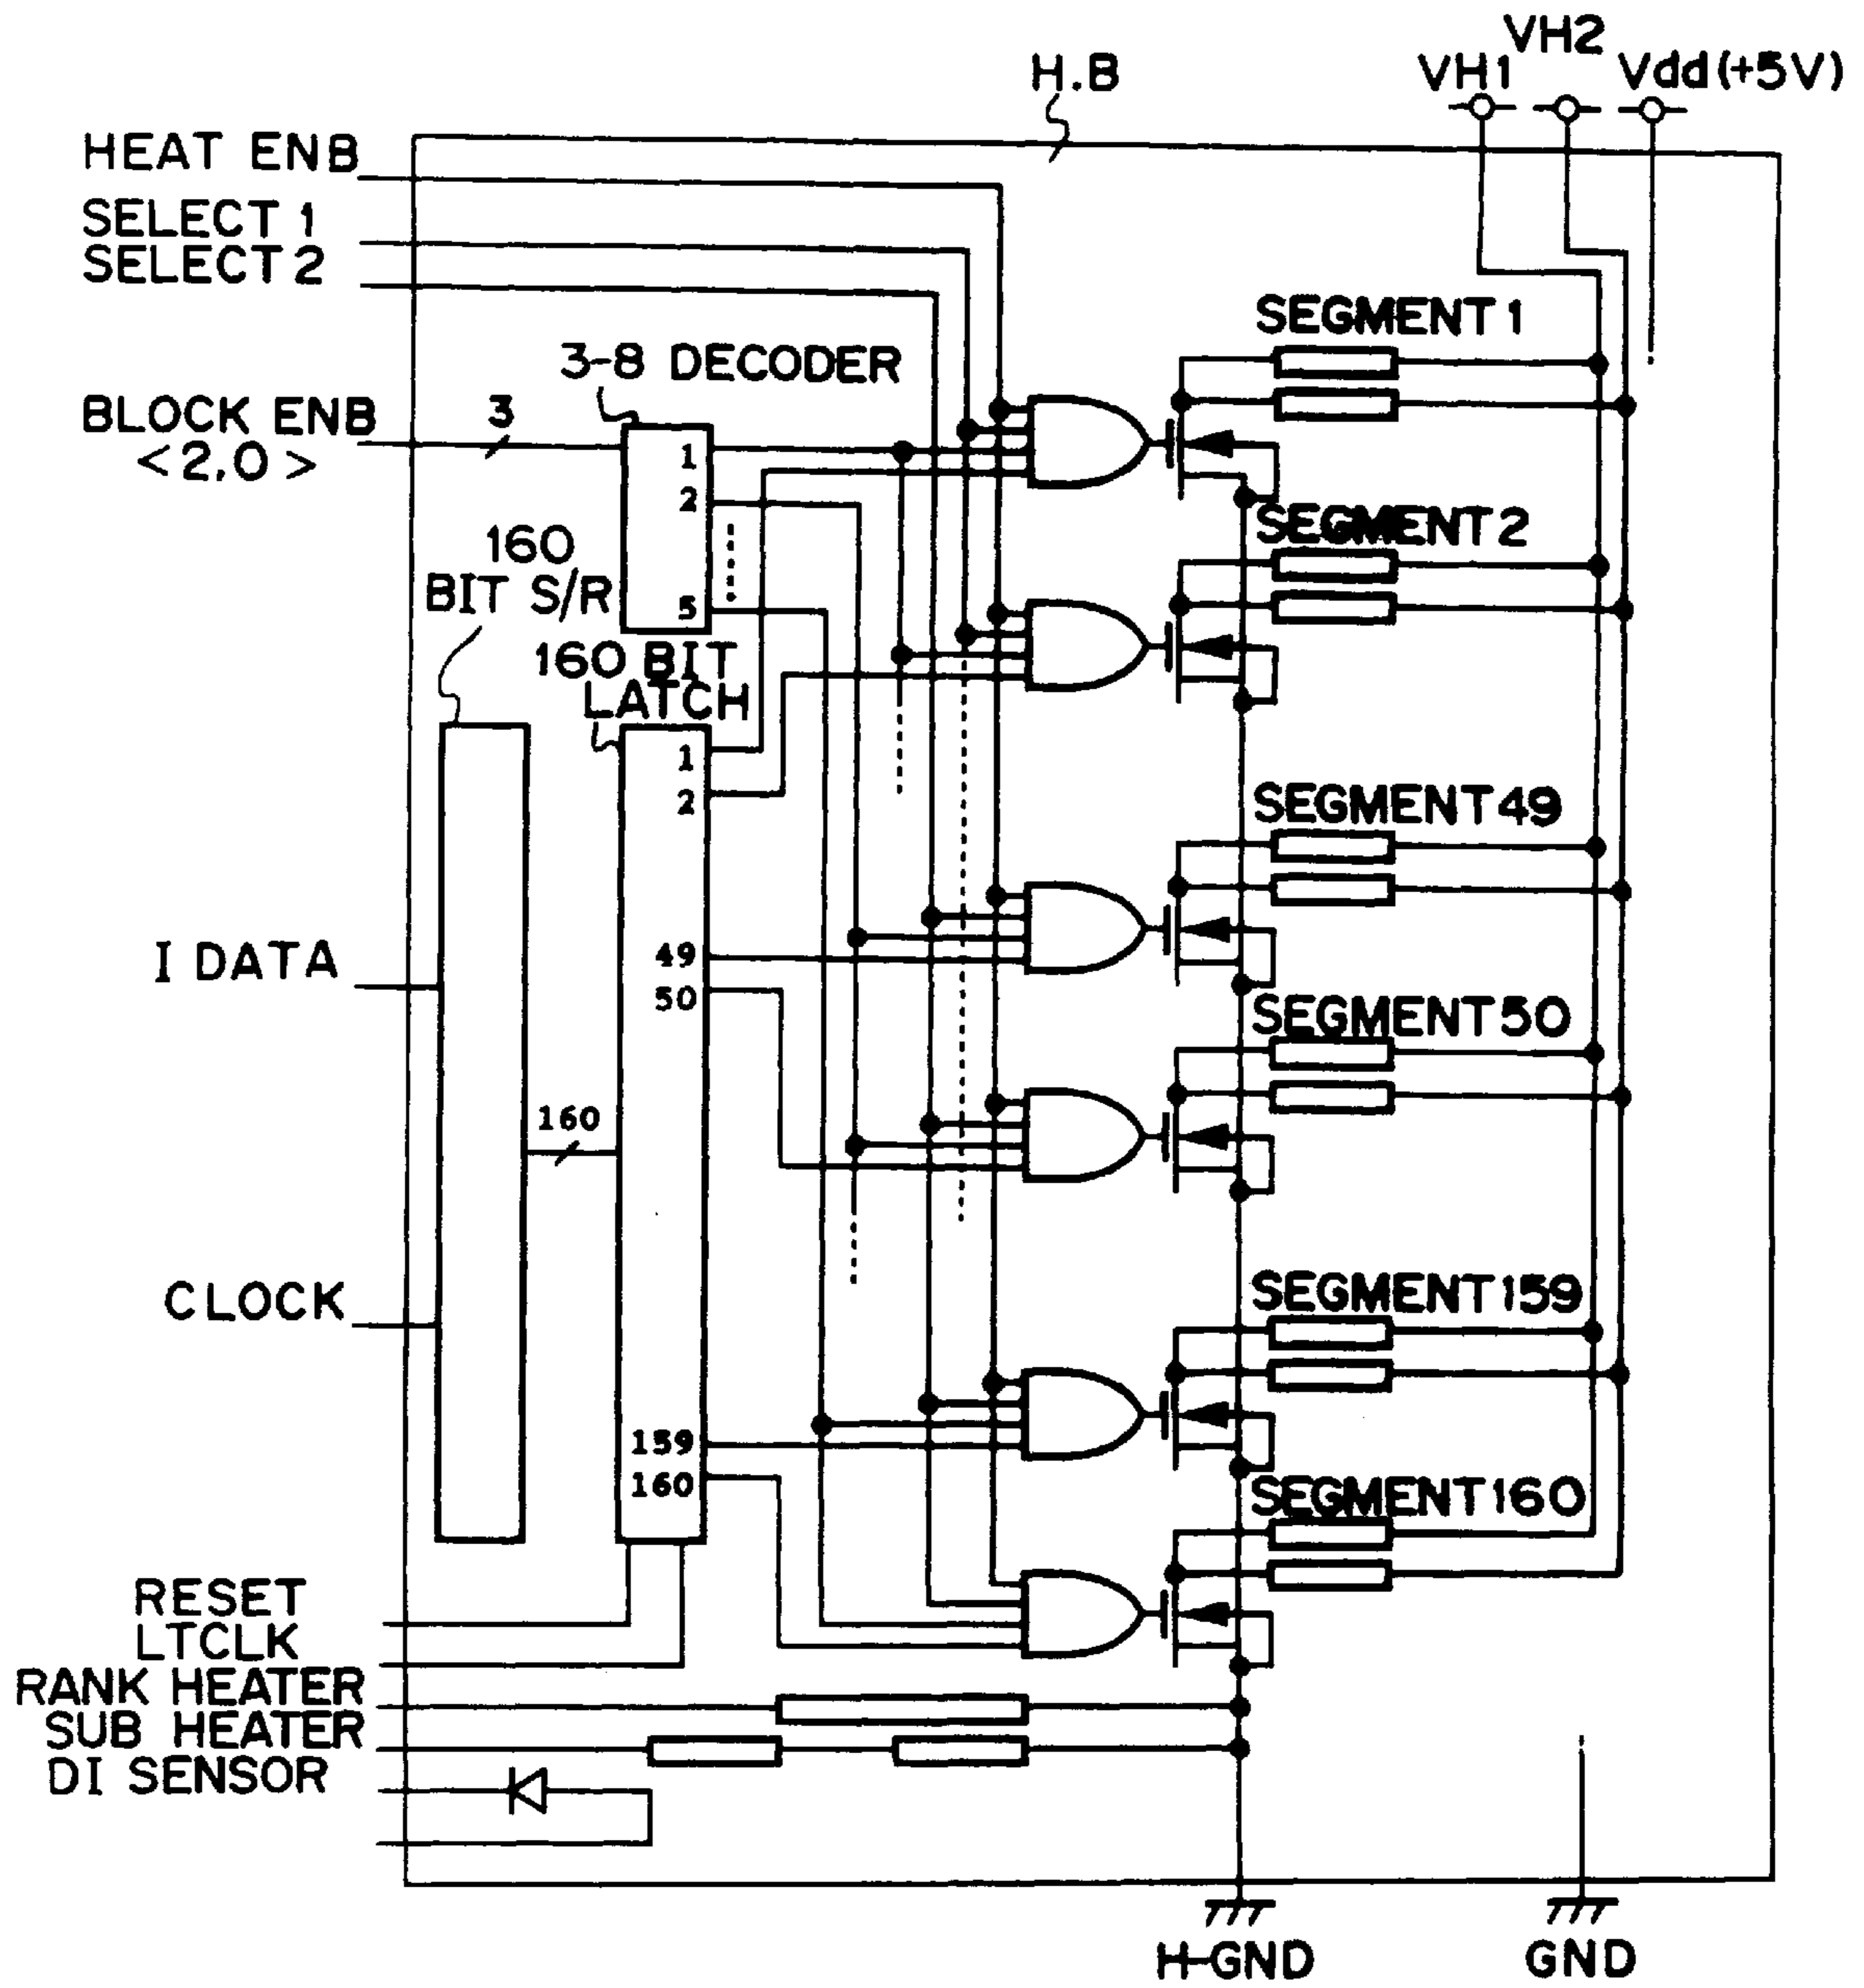 VH2
H.B
VH1
Vdd(+5V)
HEAT ENB
SELECT 1
SELECT 2
SEGMENT 1
3-8 DECODER
BLOCK ENB
<2,0>
3
1
2
5
SEGMENT 2
160
BIT S/R
160 BIT
LATCH
1
2
SEGMENT 49
I DATA
49
50
SEGMENT 50
160
CLOCK
SEGMENT 159
159
160
SEGMENT 160
RESET
LTCLK
RANK HEATER
SUB HEATER
DI SENSOR
H-GND
GND